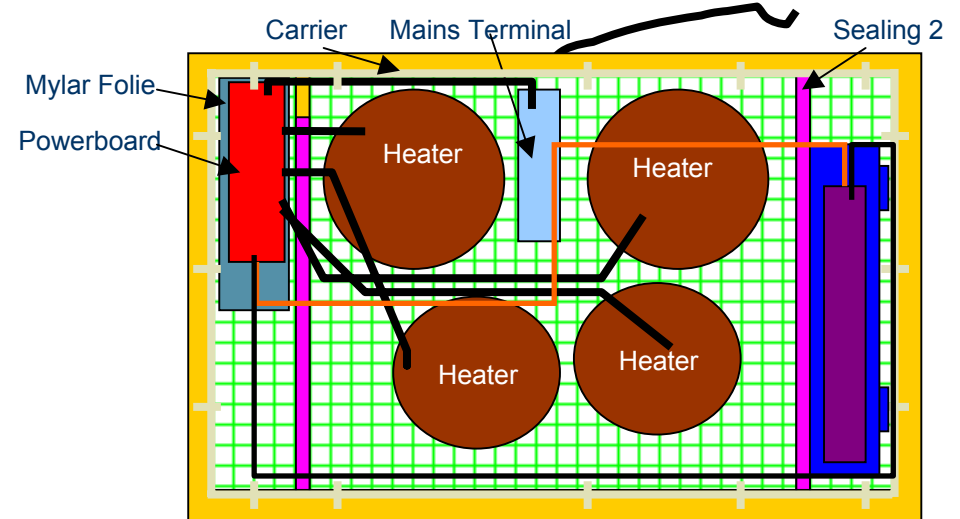 Carrier
Mains Terminal
Sealing 2
Mylar Folie
Powerboard
Heater
Heater
Heater
Heater